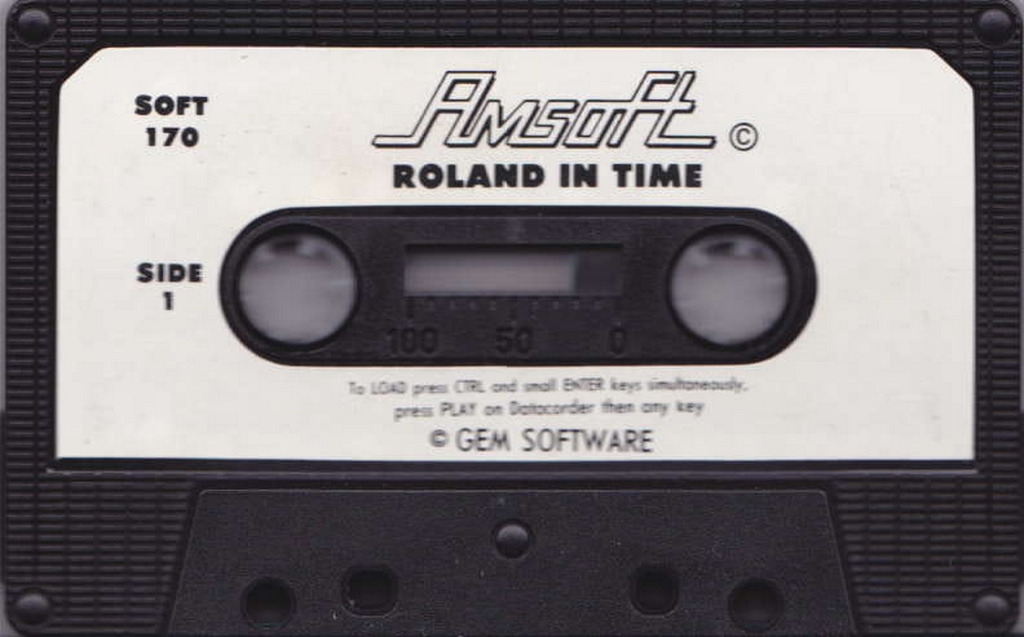 SOFT
170
Amsoft ©
ROLAND IN TIME
SIDE
1
100 50 0
To LOAD press CTRL and small ENTER keys simultaneously,
press PLAY on Datacorder then any key
© GEM SOFTWARE